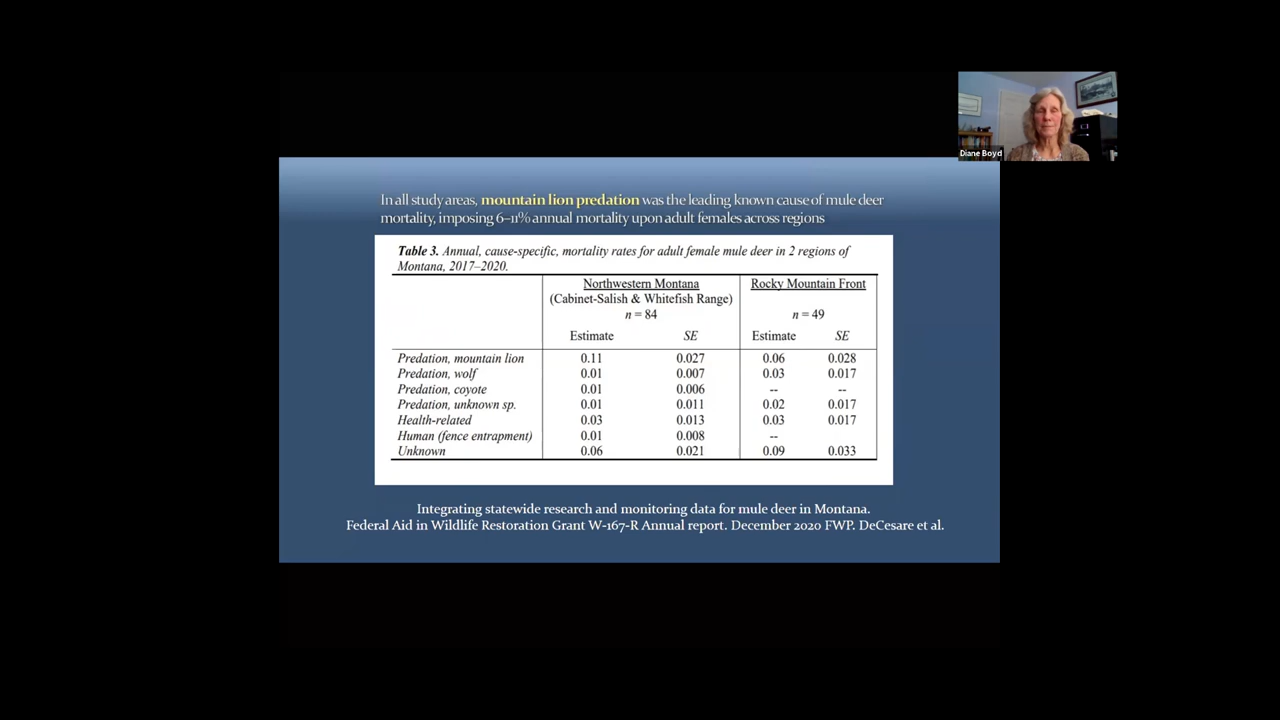 Diane Boyd
In all study areas, mountain lion predation was the leading known cause of mule deer
mortality, imposing 6–11% annual mortality upon adult females across regions
Table 3. Annual, cause-specific, mortality rates for adult female mule deer in 2 regions of
Montana, 2017–2020.
Northwestern Montana Rocky Mountain Front
(Cabinet-Salish & Whitefish Range)
n = 84 n = 49
Estimate SE Estimate SE
Predation, mountain lion 0.11 0.027 0.06 0.028
Predation, wolf 0.01 0.007 0.03 0.017
Predation, coyote 0.01 0.006 -- --
Predation, unknown sp. 0.01 0.011 0.02 0.017
Health-related 0.03 0.013 0.03 0.017
Human (fence entrapment) 0.01 0.008 --
Unknown 0.06 0.021 0.09 0.033
Integrating statewide research and monitoring data for mule deer in Montana.
Federal Aid in Wildlife Restoration Grant W-167-R Annual report. December 2020 FWP. DeCesare et al.